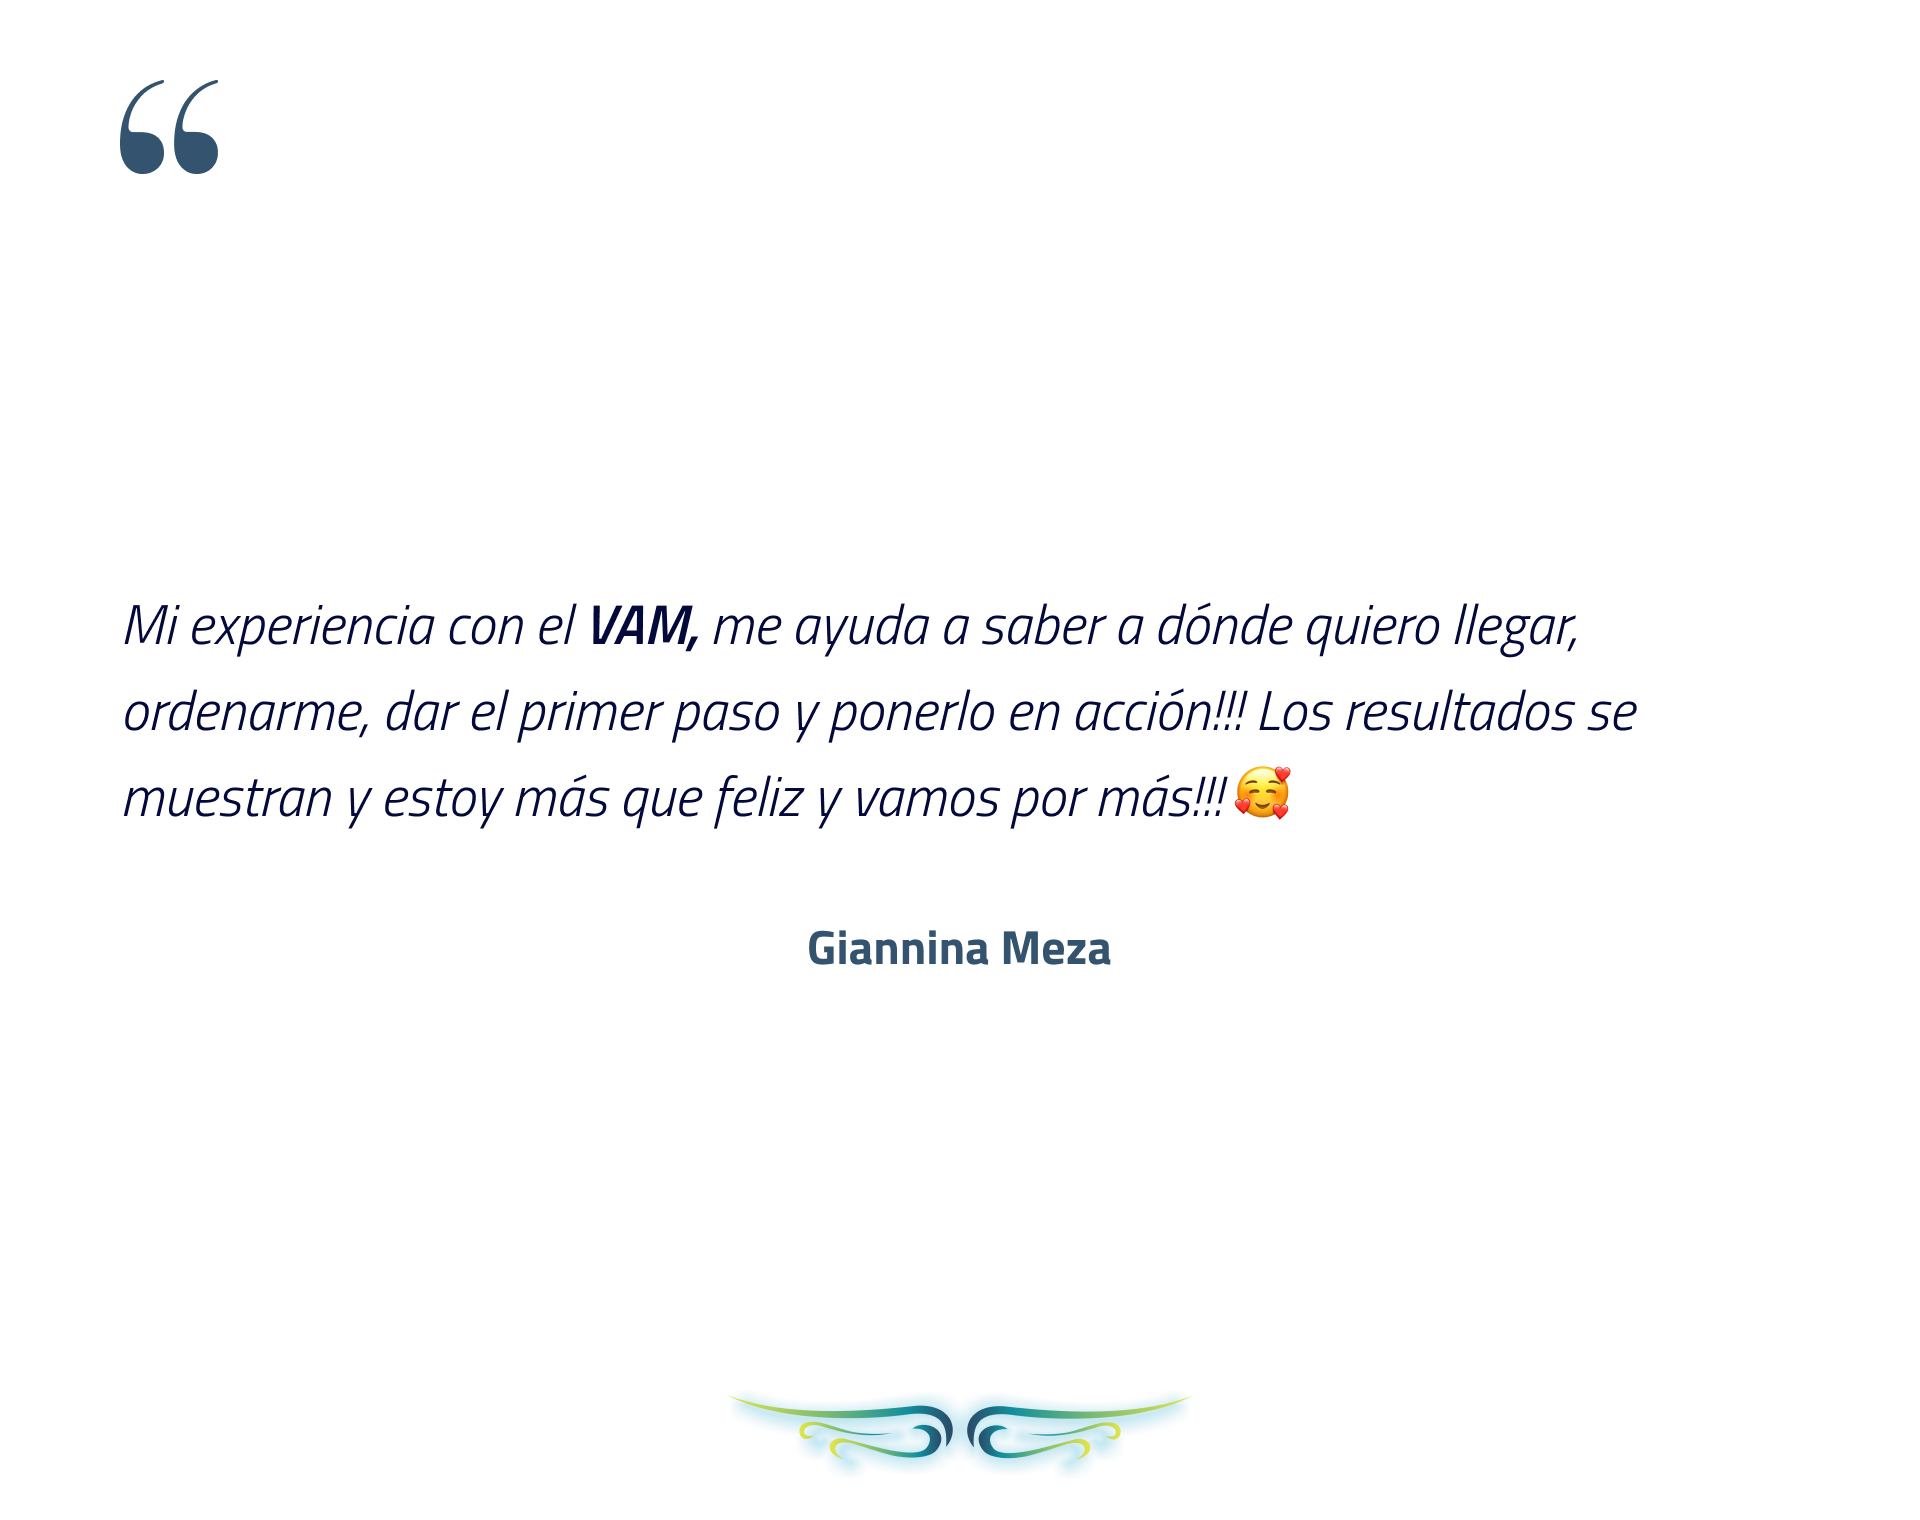 “
Mi experiencia con el VAM, me ayuda a saber a dónde quiero llegar,
ordenarme, dar el primer paso y ponerlo en acción!!! Los resultados se
muestran y estoy más que feliz y vamos por más!!! 🥰
Giannina Meza